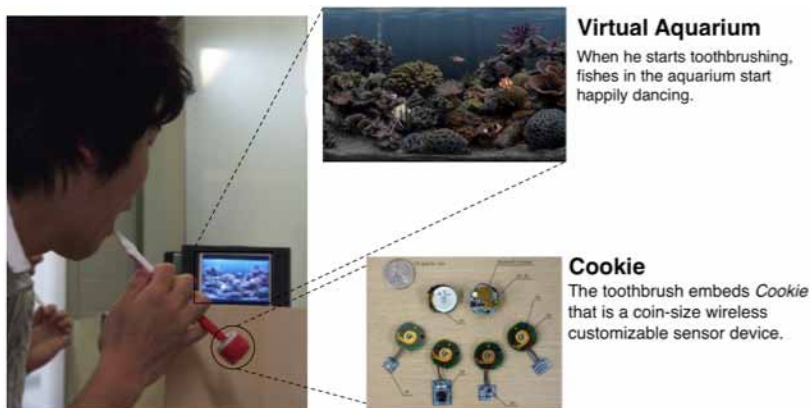 Virtual Aquarium
When he starts toothbrushing,
fishes in the aquarium start
happily dancing.
Cookie
The toothbrush embeds Cookie
that is a coin-size wireless
customizable sensor device.